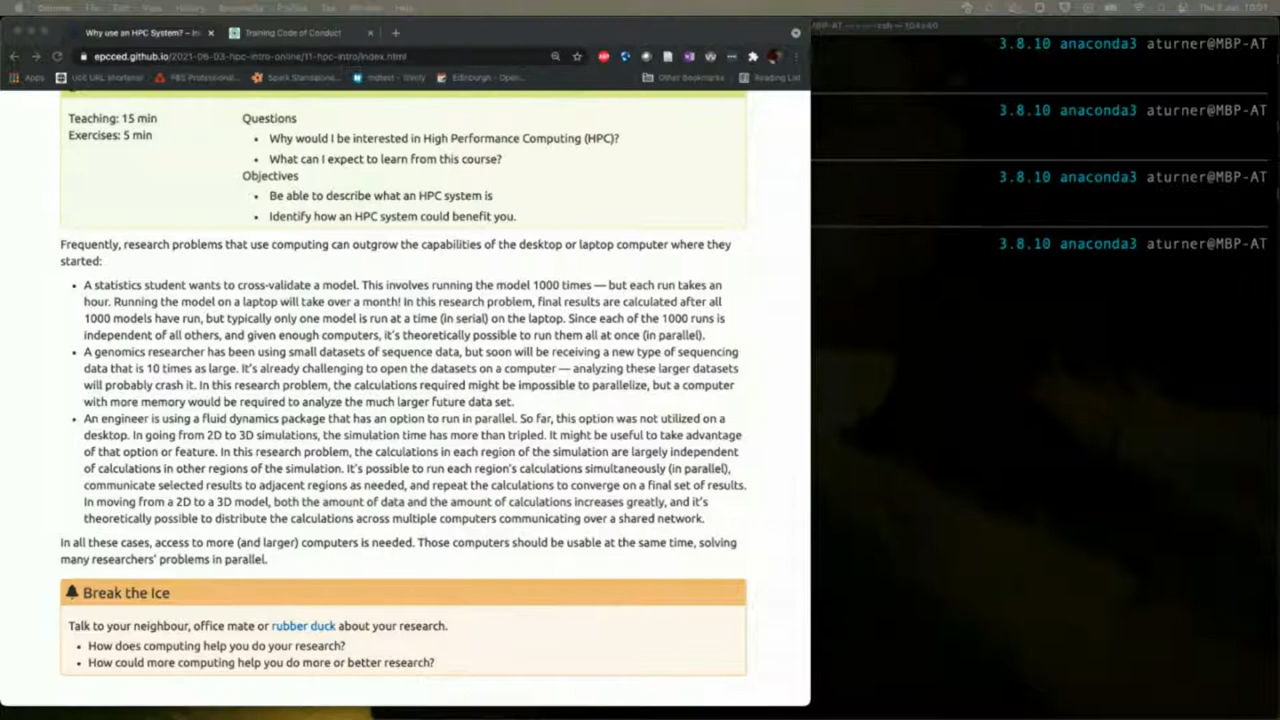 Thu 3 Jun 10:01
MBP-AT
Why use an HPC System? – In
Training Code of Conduct
epcced.github.io/2021-06-03-hpc-intro-online/11-hpc-intro/index.html
Apps
UoE URL shortener
PBS Professional...
Spark Standalone...
Edinburgh - Open...
Other Bookmarks
Reading List
3.8.10 anaconda3 aturner@MBP-AT
3.8.10 anaconda3 aturner@MBP-AT
3.8.10 anaconda3 aturner@MBP-AT
3.8.10 anaconda3 aturner@MBP-AT
Teaching: 15 min
Exercises: 5 min
Questions
• Why would I be interested in High Performance Computing (HPC)?
• What can I expect to learn from this course?
Objectives
• Be able to describe what an HPC system is
• Identify how an HPC system could benefit you.
Frequently, research problems that use computing can outgrow the capabilities of the desktop or laptop computer where they
started:
• A statistics student wants to cross-validate a model. This involves running the model 1000 times — but each run takes an
hour. Running the model on a laptop will take over a month! In this research problem, final results are calculated after all
1000 models have run, but typically only one model is run at a time (in serial) on the laptop. Since each of the 1000 runs is
independent of all others, and given enough computers, it's theoretically possible to run them all at once (in parallel).
• A genomics researcher has been using small datasets of sequence data, but soon will be receiving a new type of sequencing
data that is 10 times as large. It's already challenging to open the datasets on a computer — analyzing these larger datasets
will probably crash it. In this research problem, the calculations required might be impossible to parallelize, but a computer
with more memory would be required to analyze the much larger future data set.
• An engineer is using a fluid dynamics package that has an option to run in parallel. So far, this option was not utilized on a
desktop. In going from 2D to 3D simulations, the simulation time has more than tripled. It might be useful to take advantage
of that option or feature. In this research problem, the calculations in each region of the simulation are largely independent
of calculations in other regions of the simulation. It's possible to run each region's calculations simultaneously (in parallel),
communicate selected results to adjacent regions as needed, and repeat the calculations to converge on a final set of results.
In moving from a 2D to a 3D model, both the amount of data and the amount of calculations increases greatly, and it's
theoretically possible to distribute the calculations across multiple computers communicating over a shared network.
In all these cases, access to more (and larger) computers is needed. Those computers should be usable at the same time, solving
many researchers' problems in parallel.
Break the Ice
Talk to your neighbour, office mate or rubber duck about your research.
• How does computing help you do your research?
• How could more computing help you do more or better research?